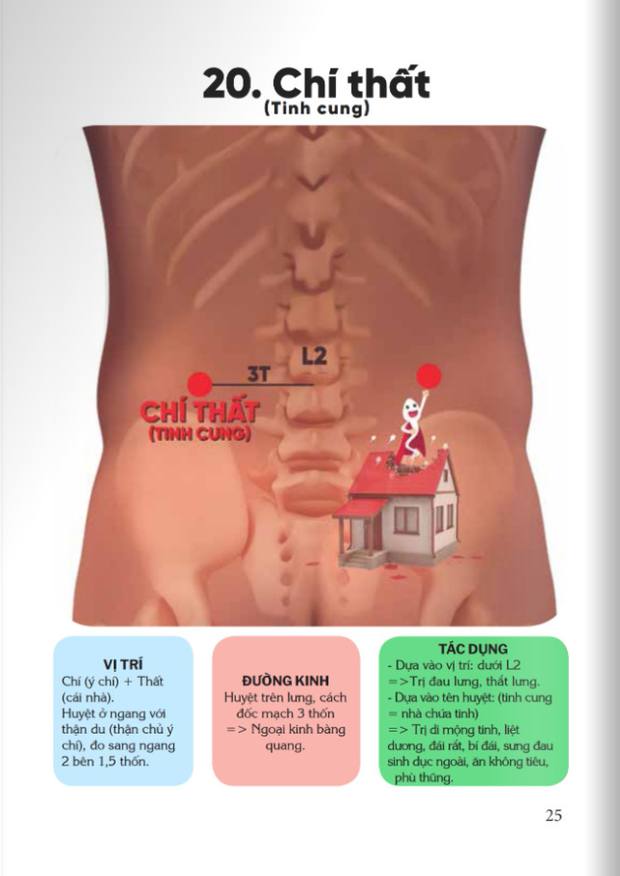 20. Chí thất
(Tinh cung)
L2
3T
CHÍ THẤT
(TINH CUNG)
VỊ TRÍ
Chí (ý chí) + Thất
(cái nhà).
Huyệt ở ngang với
thận du (thận chủ ý
chí), đo sang ngang
2 bên 1,5 thốn.
ĐƯỜNG KINH
Huyệt trên lưng, cách
đốc mạch 3 thốn
=> Ngoại kinh bàng
quang.
TÁC DỤNG
- Dựa vào vị trí: dưới L2
=>Trị đau lưng, thắt lưng.
- Dựa vào tên huyệt: (tinh cung
= nhà chứa tinh)
=> Trị di mộng tinh, liệt
dương, đái rắt, bí đái, sưng đau
sinh dục ngoài, ăn không tiêu,
phù thũng.
25